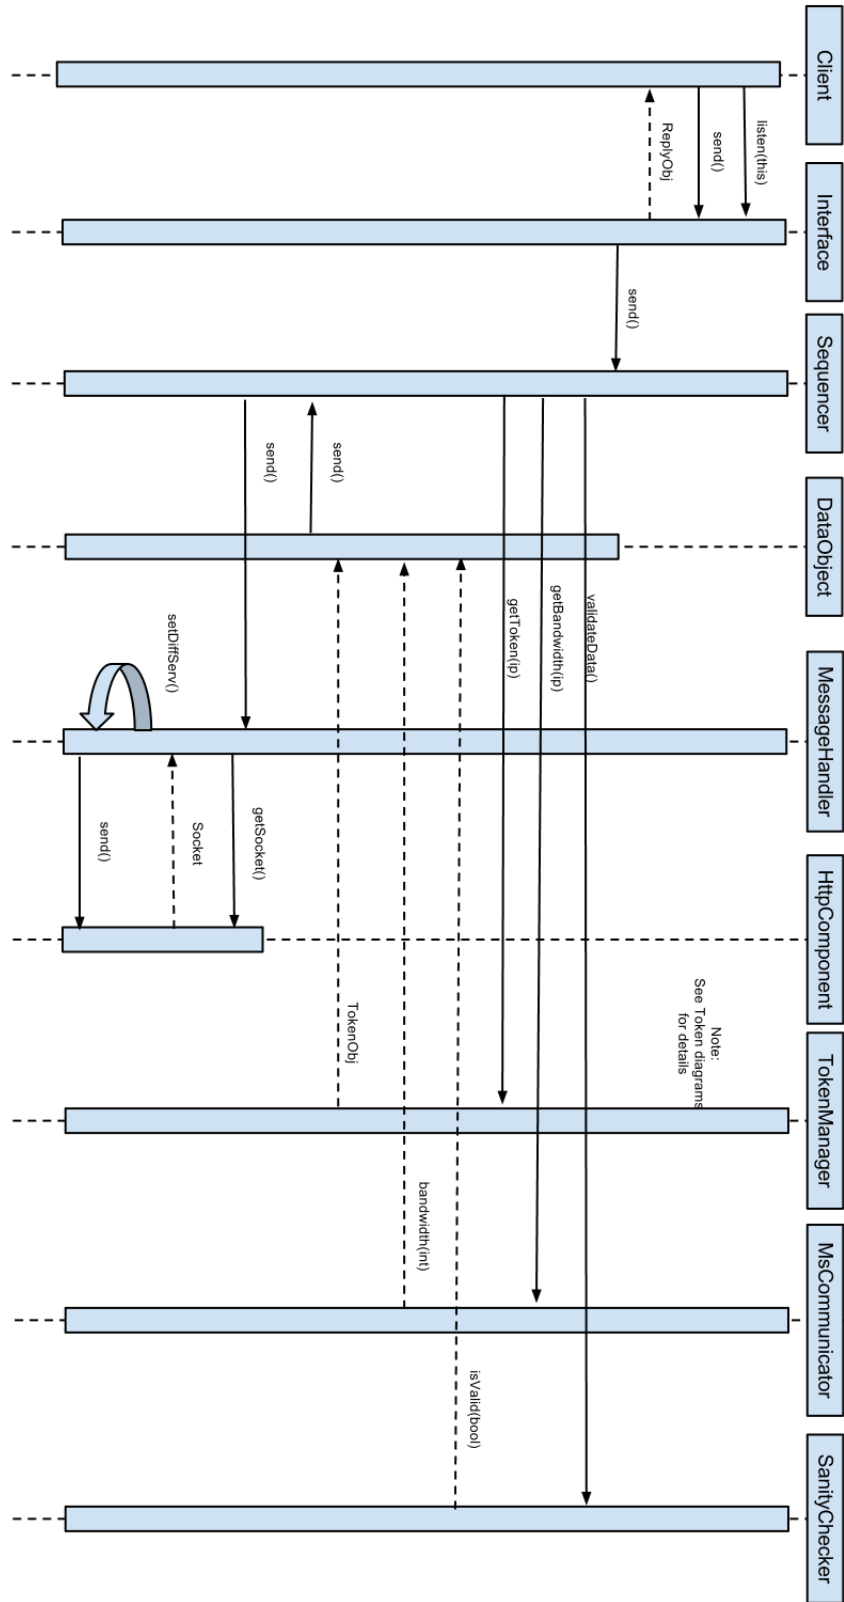 Client
Interface
Sequencer
DataObject
MessageHandler
HttpComponent
TokenManager
MsCommunicator
SanityChecker
listen(this)
send()
ReplyObj
send()
validateData()
getBandwidth(ip)
getToken(ip)
Note:
See Token diagrams
for details
isValid(bool)
bandwidth(int)
TokenObj
send()
send()
getSocket()
Socket
setDiffServ()
send()